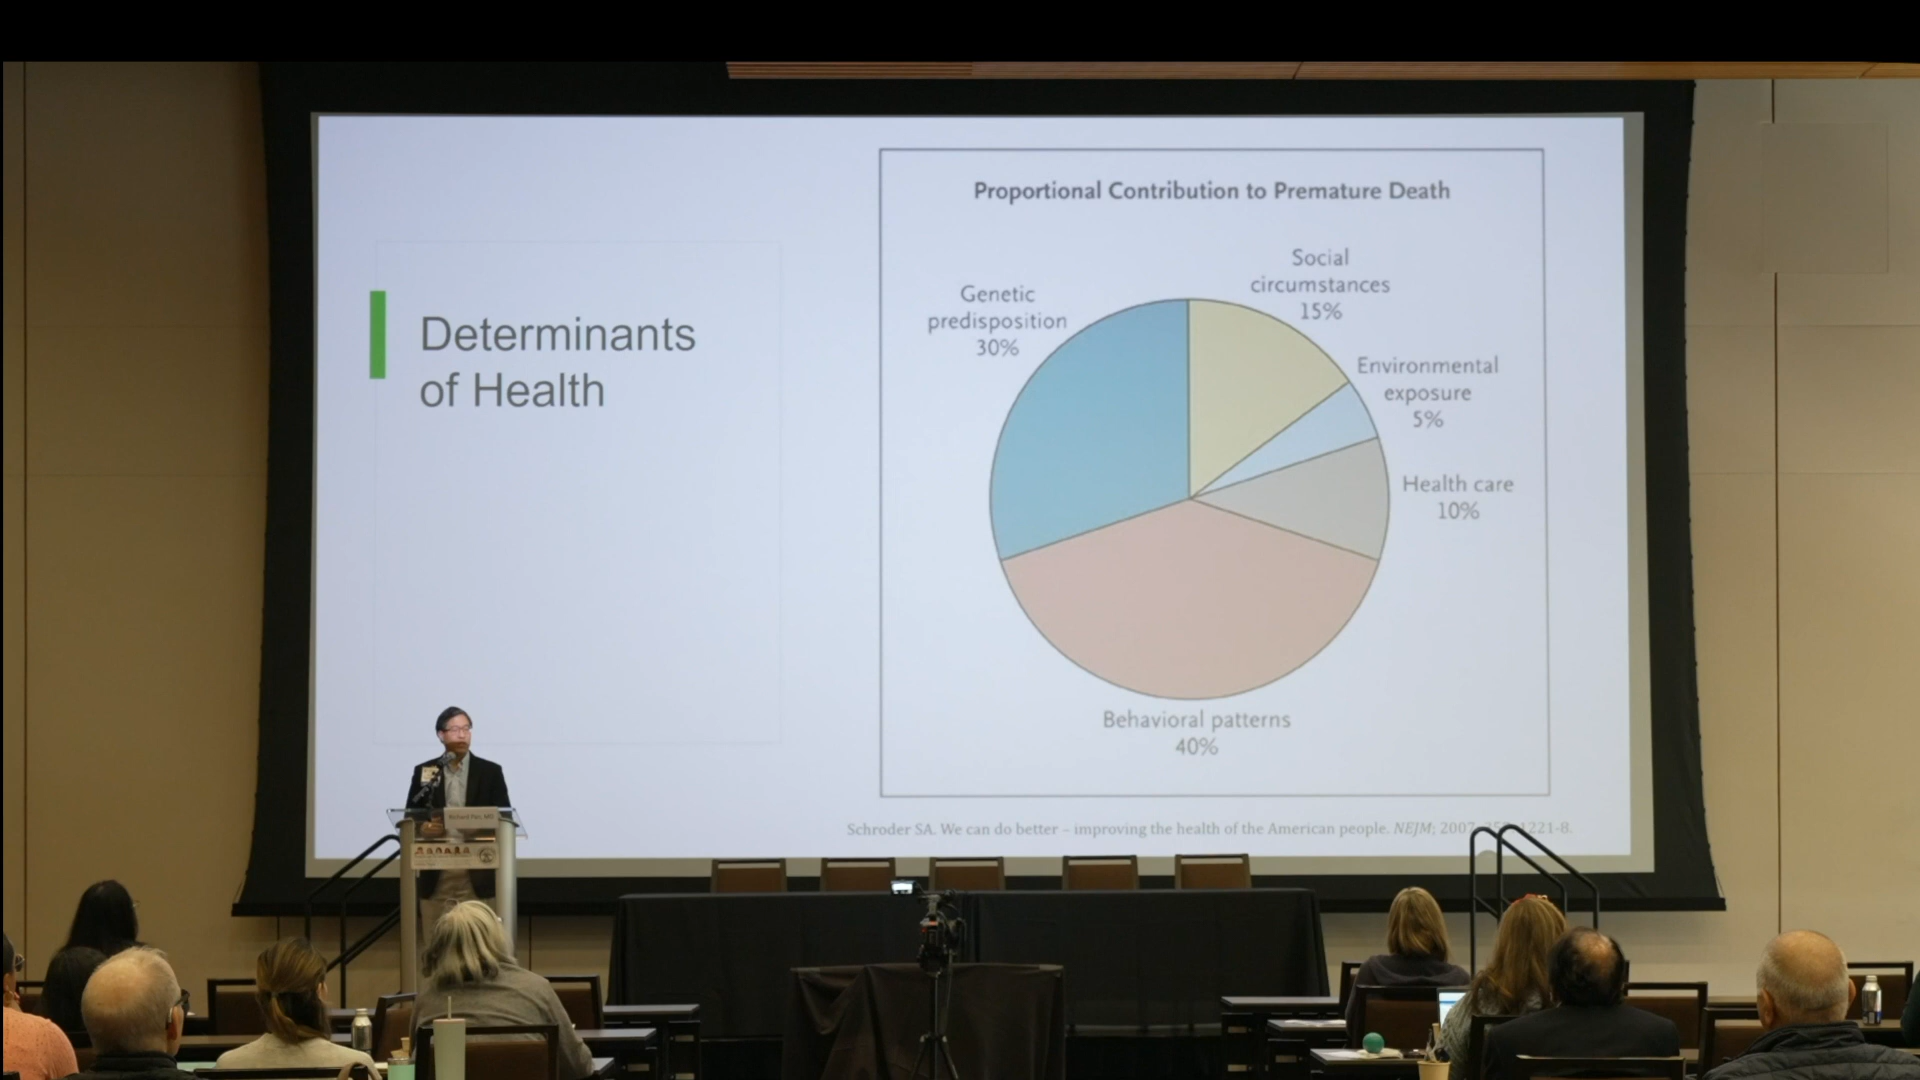 Determinants
of Health
Proportional Contribution to Premature Death
Social
circumstances
15%
Genetic
predisposition
30%
Environmental
exposure
5%
Health care
10%
Behavioral patterns
40%
Schroder SA. We can do better – improving the health of the American people. NEJM; 2007 1221-8.